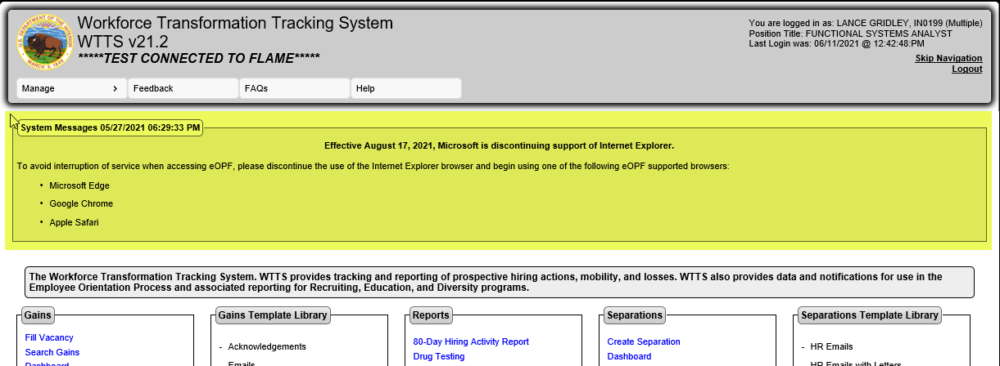 U.S. DEPARTMENT OF THE INTERIOR
MARCH 3, 1849
Workforce Transformation Tracking System
WTTS v21.2
*****TEST CONNECTED TO FLAME*****
You are logged in as: LANCE GRIDLEY, IN0199 (Multiple)
Position Title: FUNCTIONAL SYSTEMS ANALYST
Last Login was: 06/11/2021 @ 12:42:48:PM
Skip Navigation
Logout
Manage > Feedback FAQs Help
System Messages 05/27/2021 06:29:33 PM
Effective August 17, 2021, Microsoft is discontinuing support of Internet Explorer.
To avoid interruption of service when accessing eOPF, please discontinue the use of the Internet Explorer browser and begin using one of the following eOPF supported browsers:
• Microsoft Edge
• Google Chrome
• Apple Safari
The Workforce Transformation Tracking System. WTTS provides tracking and reporting of prospective hiring actions, mobility, and losses. WTTS also provides data and notifications for use in the
Employee Orientation Process and associated reporting for Recruiting, Education, and Diversity programs.
Gains
Fill Vacancy
Search Gains
Dashboard
Gains Template Library
- Acknowledgements
Emails
Reports
80-Day Hiring Activity Report
Drug Testing
Separations
Create Separation
Dashboard
Separations Template Library
- HR Emails
HR Emails with Letters